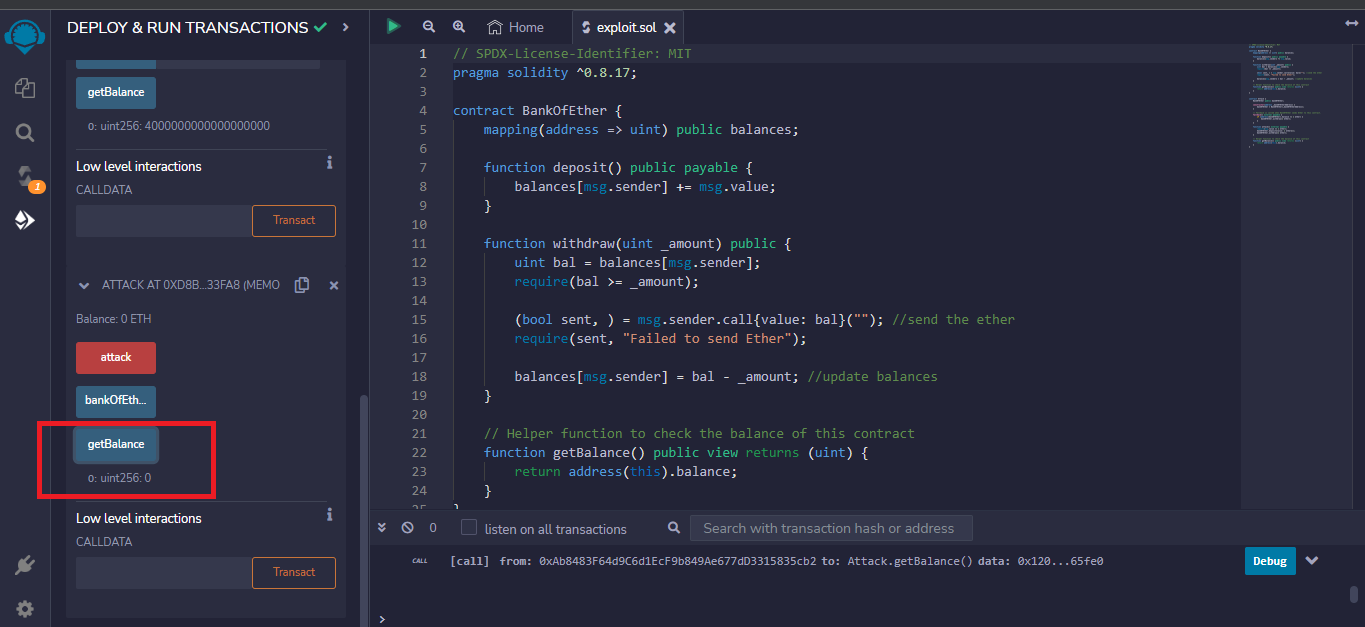 DEPLOY & RUN TRANSACTIONS
getBalance
0: uint256: 4000000000000000000
Low level interactions
i
CALLDATA
Transact
1
ATTACK AT 0XD8B...33FA8 (MEMO
Balance: 0 ETH
attack
bankOfEth...
getBalance
0: uint256: 0
Low level interactions
i
CALLDATA
Transact
Home
exploit.sol
1 // SPDX-License-Identifier: MIT
2 pragma solidity ^0.8.17;
3
4 contract BankOfEther {
5 mapping(address => uint) public balances;
6
7 function deposit() public payable {
8 balances[msg.sender] += msg.value;
9 }
10
11 function withdraw(uint _amount) public {
12 uint bal = balances[msg.sender];
13 require(bal >= _amount);
14
15 (bool sent, ) = msg.sender.call{value: bal}(""); //send the ether
16 require(sent, "Failed to send Ether");
17
18 balances[msg.sender] = bal - _amount; //update balances
19 }
20
21 // Helper function to check the balance of this contract
22 function getBalance() public view returns (uint) {
23 return address(this).balance;
24 }
25 }
0
listen on all transactions
Search with transaction hash or address
CALL [call] from: 0xAb8483F64d9C6d1EcF9b849Ae677dD3315835cb2 to: Attack.getBalance() data: 0x120...65fe0
Debug
>